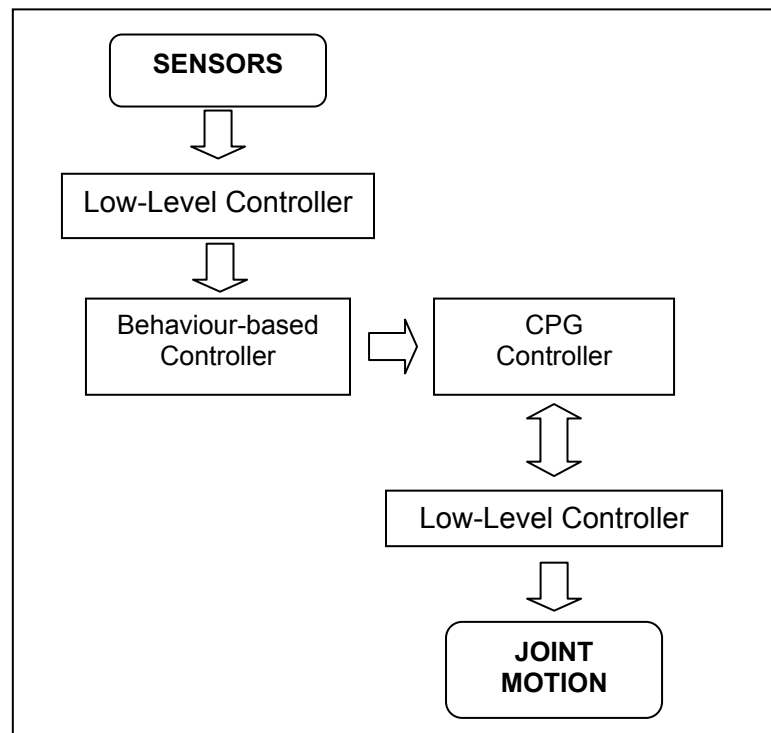 SENSORS
Low-Level Controller
Behaviour-based
Controller
CPG
Controller
Low-Level Controller
JOINT
MOTION